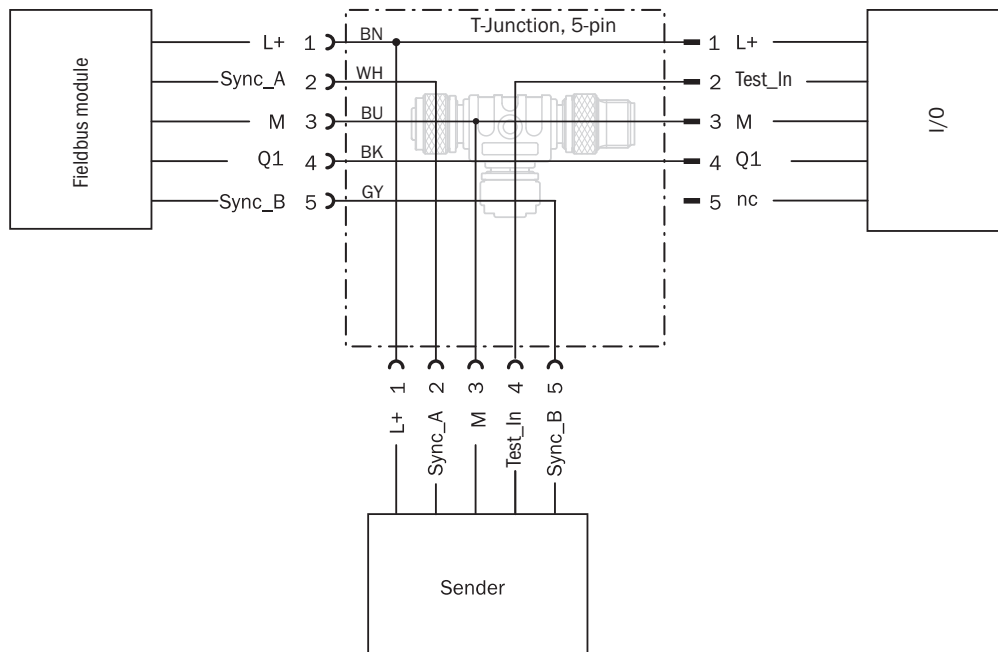 T-Junction, 5-pin
Fieldbus module
L+ 1 BN 1 L+
Sync_A 2 WH 2 Test_In
M 3 BU 3 M
Q1 4 BK 4 Q1
Sync_B 5 GY 5 nc
I/O
L+ 1
Sync_A 2
M 3
Test_In 4
Sync_B 5
Sender